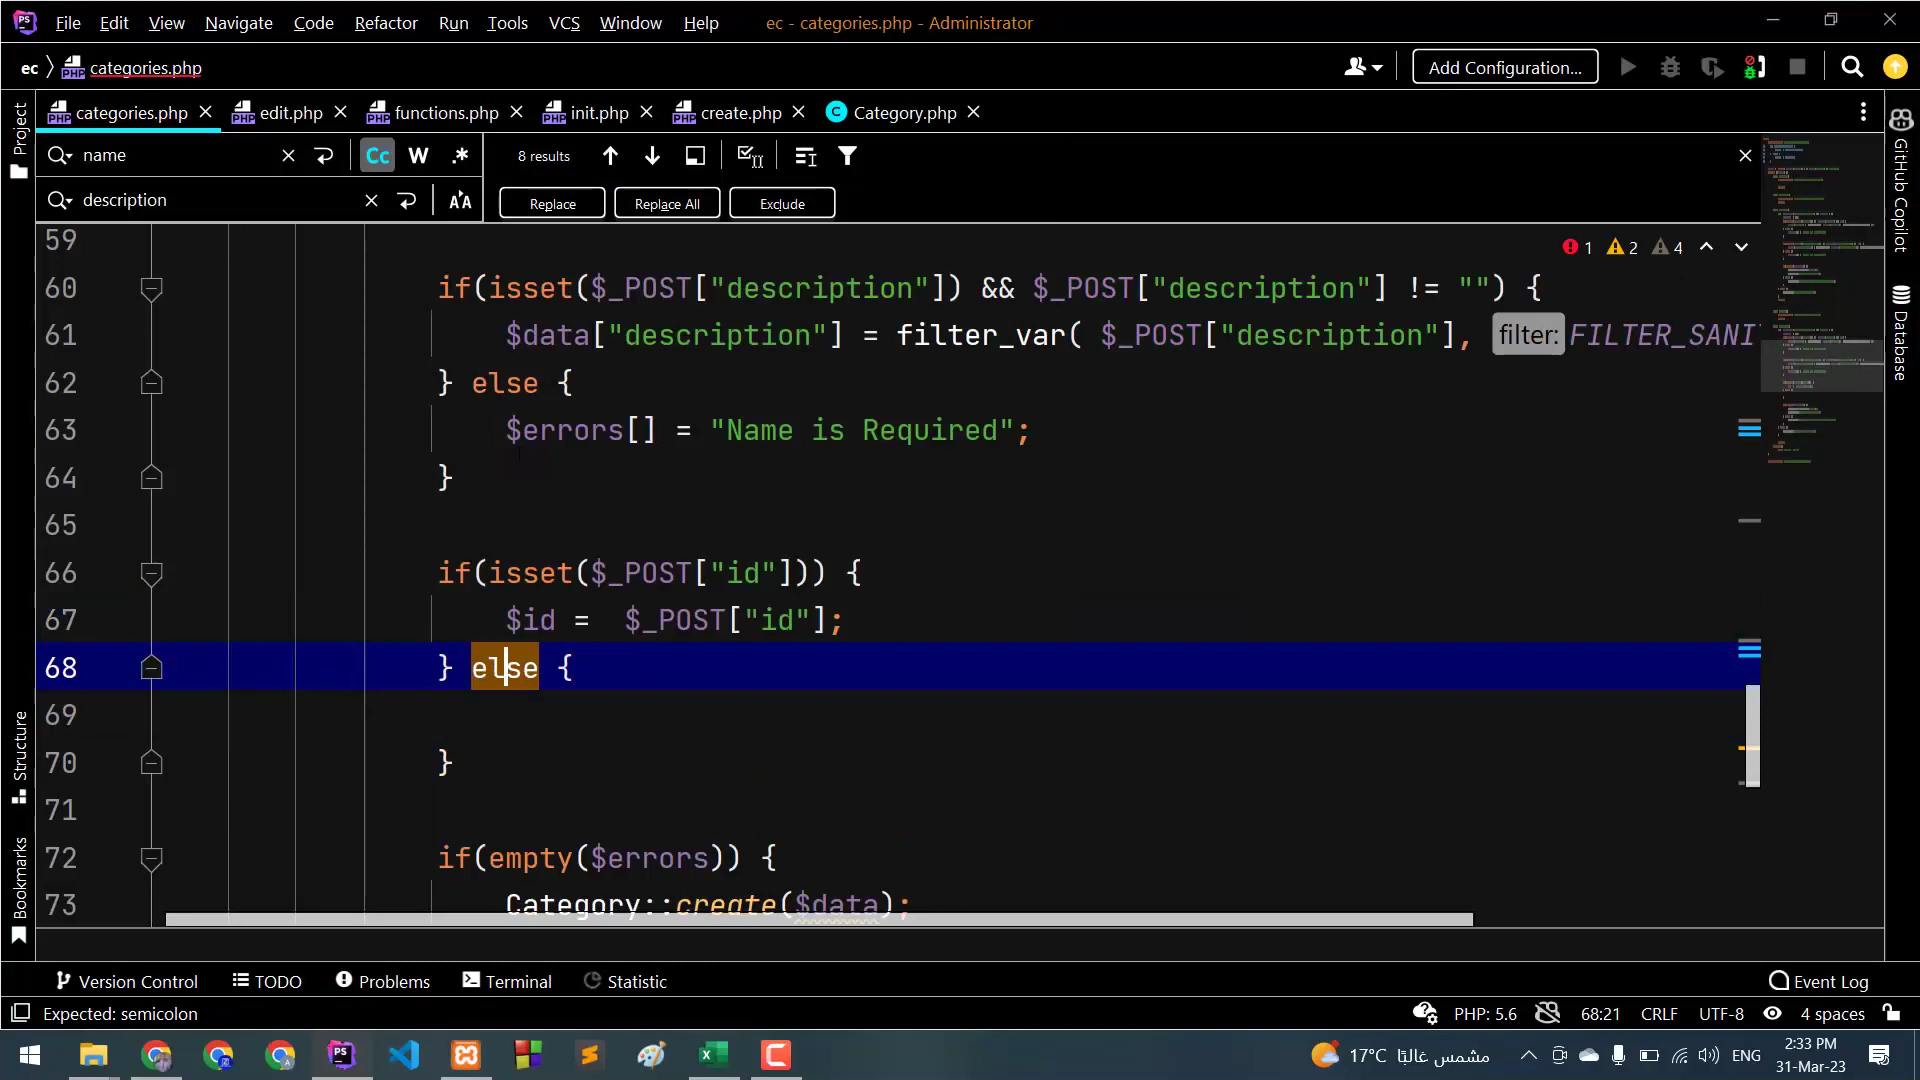 File Edit View Navigate Code Refactor Run Tools VCS Window Help ec - categories.php - Administrator
ec categories.php Add Configuration...
categories.php edit.php functions.php init.php create.php Category.php
name Cc W .* 8 results
description Replace Replace All Exclude
1 2 4
59
60 if(isset($_POST["description"]) && $_POST["description"] != "") {
61 $data["description"] = filter_var( $_POST["description"], filter: FILTER_SANI
62 } else {
63 $errors[] = "Name is Required";
64 }
65
66 if(isset($_POST["id"])) {
67 $id = $_POST["id"];
68 } else {
69
70 }
71
72 if(empty($errors)) {
73 Category::create($data);
Project
Structure
Bookmarks
GitHub Copilot
Database
Version Control TODO Problems Terminal Statistic Event Log
Expected: semicolon PHP: 5.6 68:21 CRLF UTF-8 4 spaces
17°C مشمس غالبًا ENG 2:33 PM
31-Mar-23